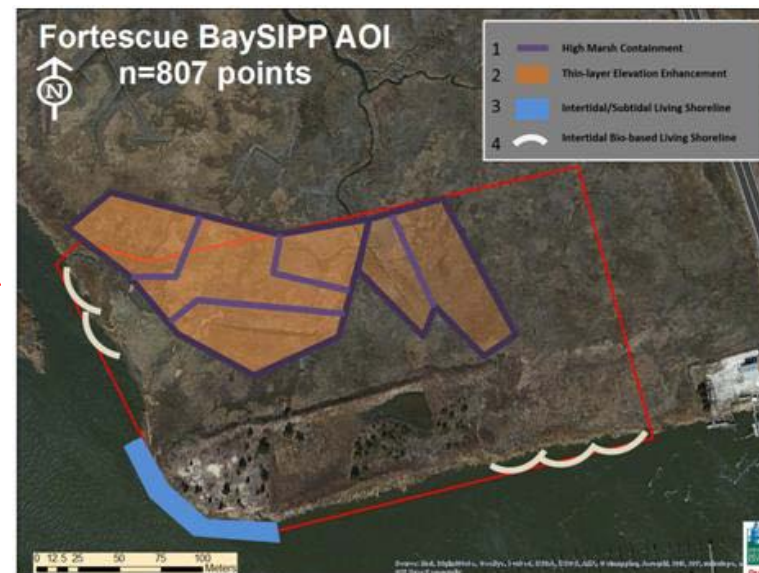 Fortescue BaySIPP AOI
n=807 points
N
1 High Marsh Containment
2 Thin-layer Elevation Enhancement
3 Intertidal/Subtidal Living Shoreline
4 Intertidal Bio-based Living Shoreline
0 12.5 25 50 75 100
Meters